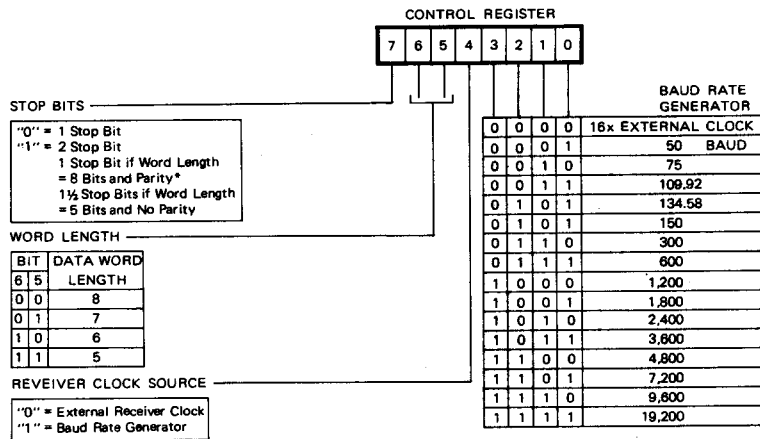 CONTROL REGISTER
7 6 5 4 3 2 1 0
BAUD RATE
GENERATOR
0 0 0 0 16x EXTERNAL CLOCK
0 0 0 1 50 BAUD
0 0 1 0 75
0 0 1 1 109.92
0 1 0 1 134.58
0 1 0 1 150
0 1 1 0 300
0 1 1 1 600
1 0 0 0 1,200
1 0 0 1 1,800
1 0 1 0 2,400
1 0 1 1 3,600
1 1 0 0 4,800
1 1 0 1 7,200
1 1 1 0 9,600
1 1 1 1 19,200
STOP BITS
"0" = 1 Stop Bit
"1" = 2 Stop Bit
1 Stop Bit if Word Length
= 8 Bits and Parity*
1½ Stop Bits if Word Length
= 5 Bits and No Parity
WORD LENGTH
BIT DATA WORD
6 5 LENGTH
0 0 8
0 1 7
1 0 6
1 1 5
REVEIVER CLOCK SOURCE
"0" = External Receiver Clock
"1" = Baud Rate Generator